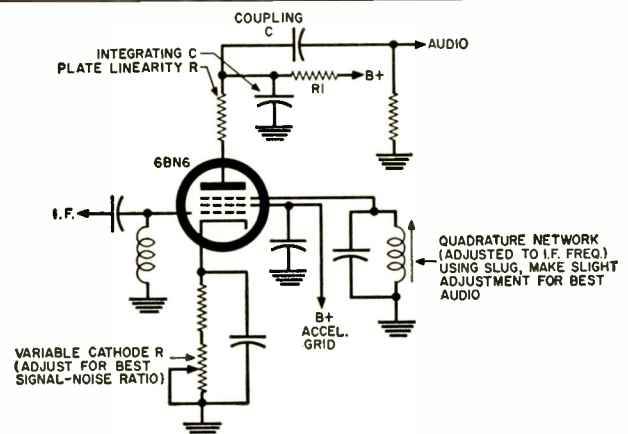 COUPLING
C
AUDIO
INTEGRATING C
PLATE LINEARITY R
B+
R1
6BN6
I.F.
QUADRATURE NETWORK
(ADJUSTED TO I.F. FREQ.)
USING SLUG, MAKE SLIGHT
ADJUSTMENT FOR BEST
AUDIO
B+
ACCEL.
GRID
VARIABLE CATHODE R
(ADJUST FOR BEST
SIGNAL-NOISE RATIO)